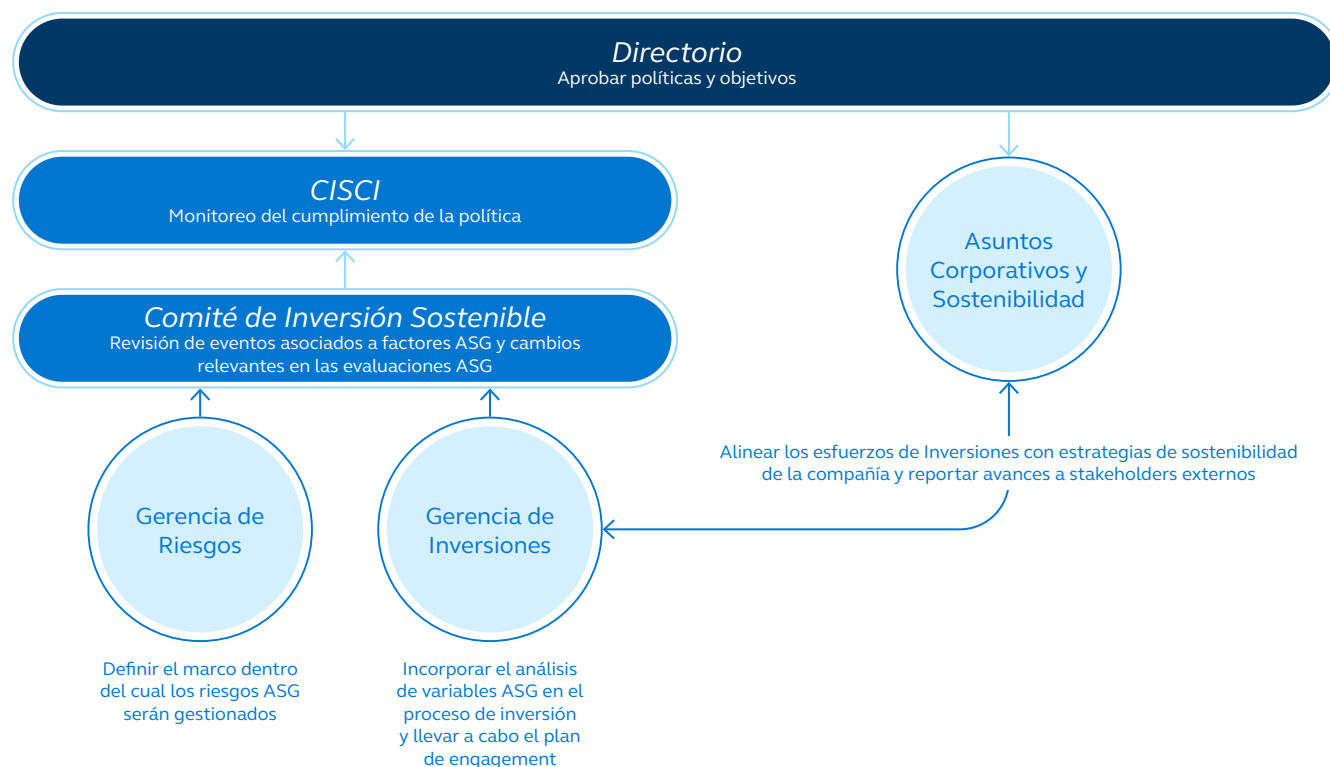 Directorio
Aprobar políticas y objetivos
CISCI
Monitoreo del cumplimiento de la política
Comité de Inversión Sostenible
Revisión de eventos asociados a factores ASG y cambios
relevantes en las evaluaciones ASG
Asuntos
Corporativos y
Sostenibilidad
Alinear los esfuerzos de Inversiones con estrategias de sostenibilidad
de la compañía y reportar avances a stakeholders externos
Gerencia de
Riesgos
Gerencia de
Inversiones
Definir el marco dentro
del cual los riesgos ASG
serán gestionados
Incorporar el análisis
de variables ASG en el
proceso de inversión
y llevar a cabo el plan
de engagement